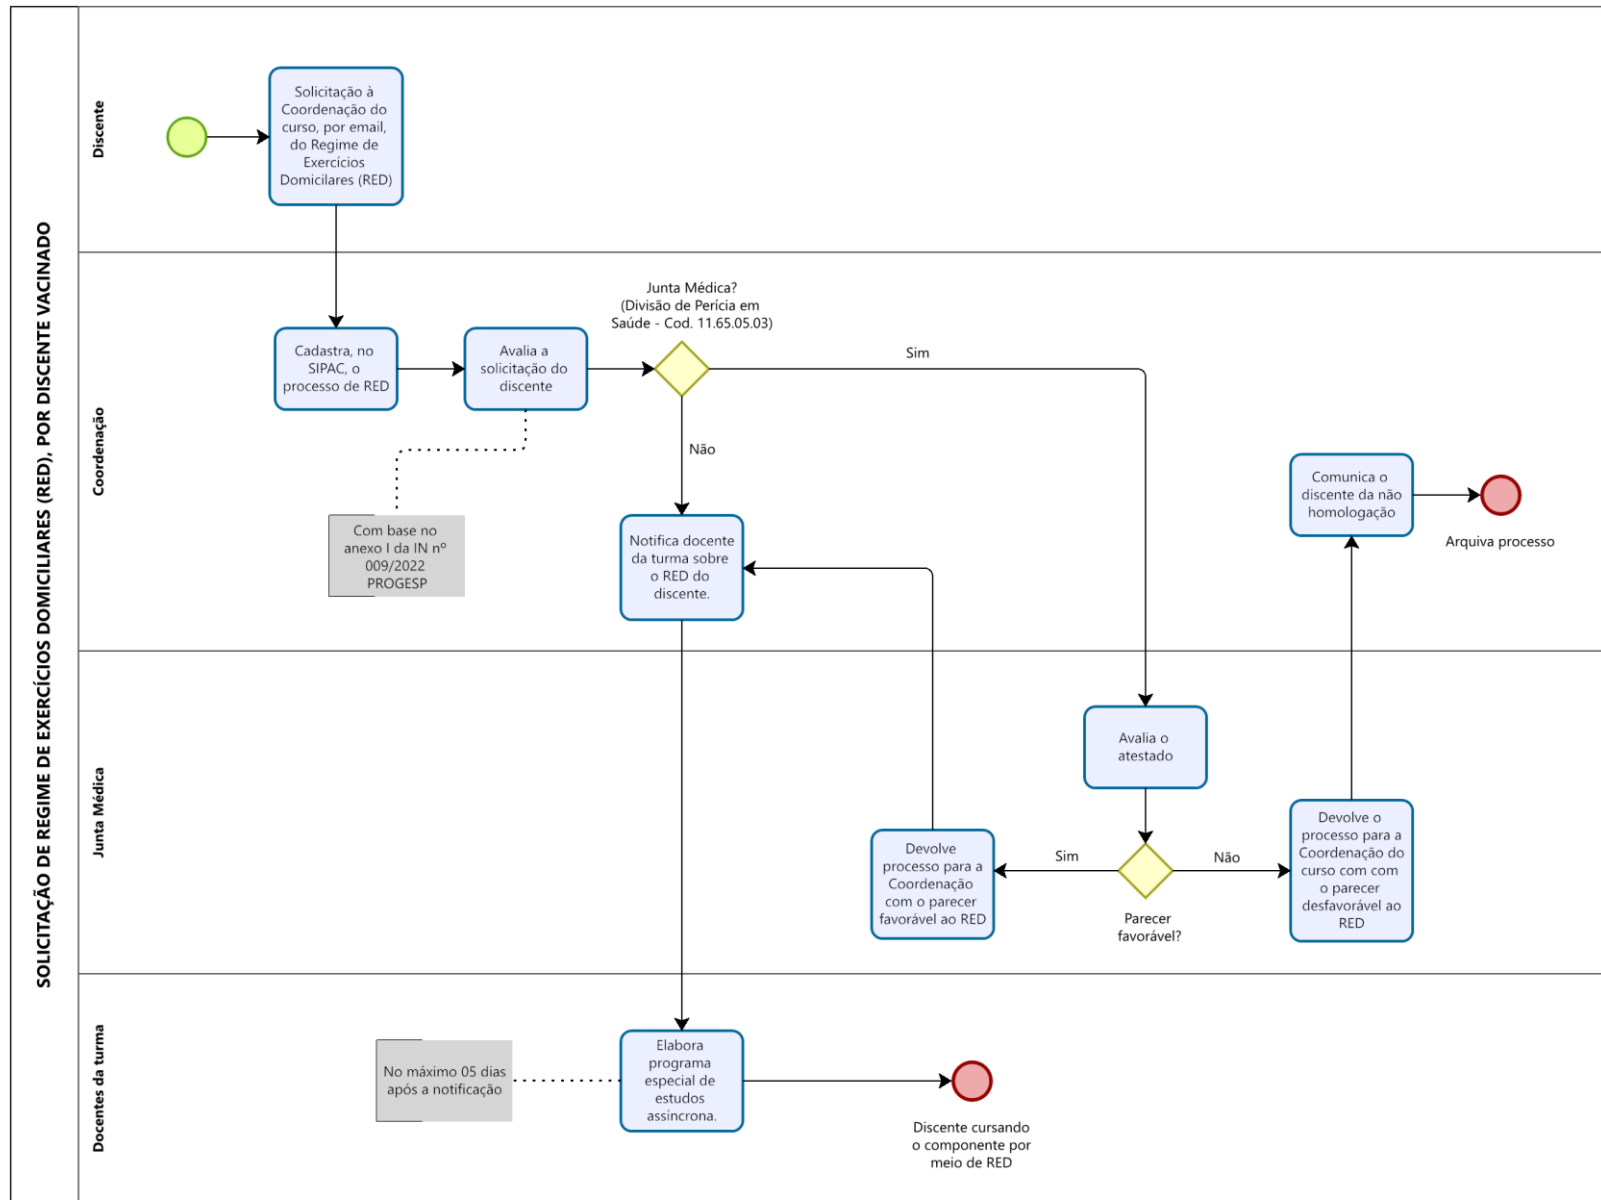 SOLICITAÇÃO DE REGIME DE EXERCÍCIOS DOMICILIARES (RED), POR DISCENTE VACINADO
Discente
Solicitação à
Coordenação do
curso, por email,
do Regime de
Exercícios
Domicilares (RED)
Coordenação
Cadastra, no
SIPAC, o
processo de RED
Avalia a
solicitação do
discente
Junta Médica?
(Divisão de Perícia em
Saúde - Cod. 11.65.05.03)
Sim
Não
Com base no
anexo I da IN nº
009/2022
PROGESP
Notifica docente
da turma sobre
o RED do
discente.
Comunica o
discente da não
homologação
Arquiva processo
Junta Médica
Avalia o
atestado
Devolve
processo para a
Coordenação
com o parecer
favorável ao RED
Sim
Não
Parecer
favorável?
Devolve o
processo para a
Coordenação do
curso com com
o parecer
desfavorável ao
RED
Docentes da turma
No máximo 05 dias
após a notificação
Elabora
programa
especial de
estudos
assíncrona.
Discente cursando
o componente por
meio de RED